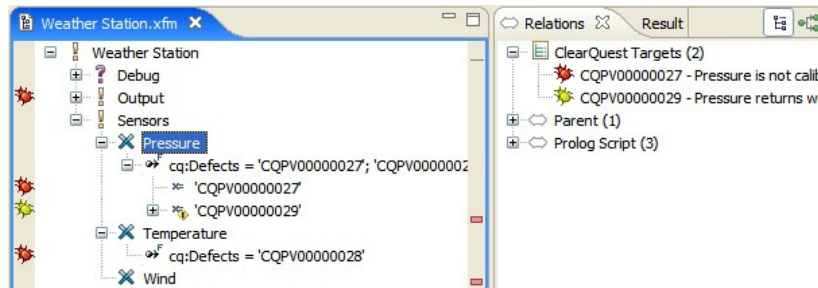 Weather Station.xfm
Weather Station
Debug
Output
Sensors
Pressure
cq:Defects = 'CQPV00000027'; 'CQPV0000002
'CQPV00000027'
'CQPV00000029'
Temperature
cq:Defects = 'CQPV00000028'
Wind
Relations
Result
ClearQuest Targets (2)
CQPV00000027 - Pressure is not calib
CQPV00000029 - Pressure returns w
Parent (1)
Prolog Script (3)